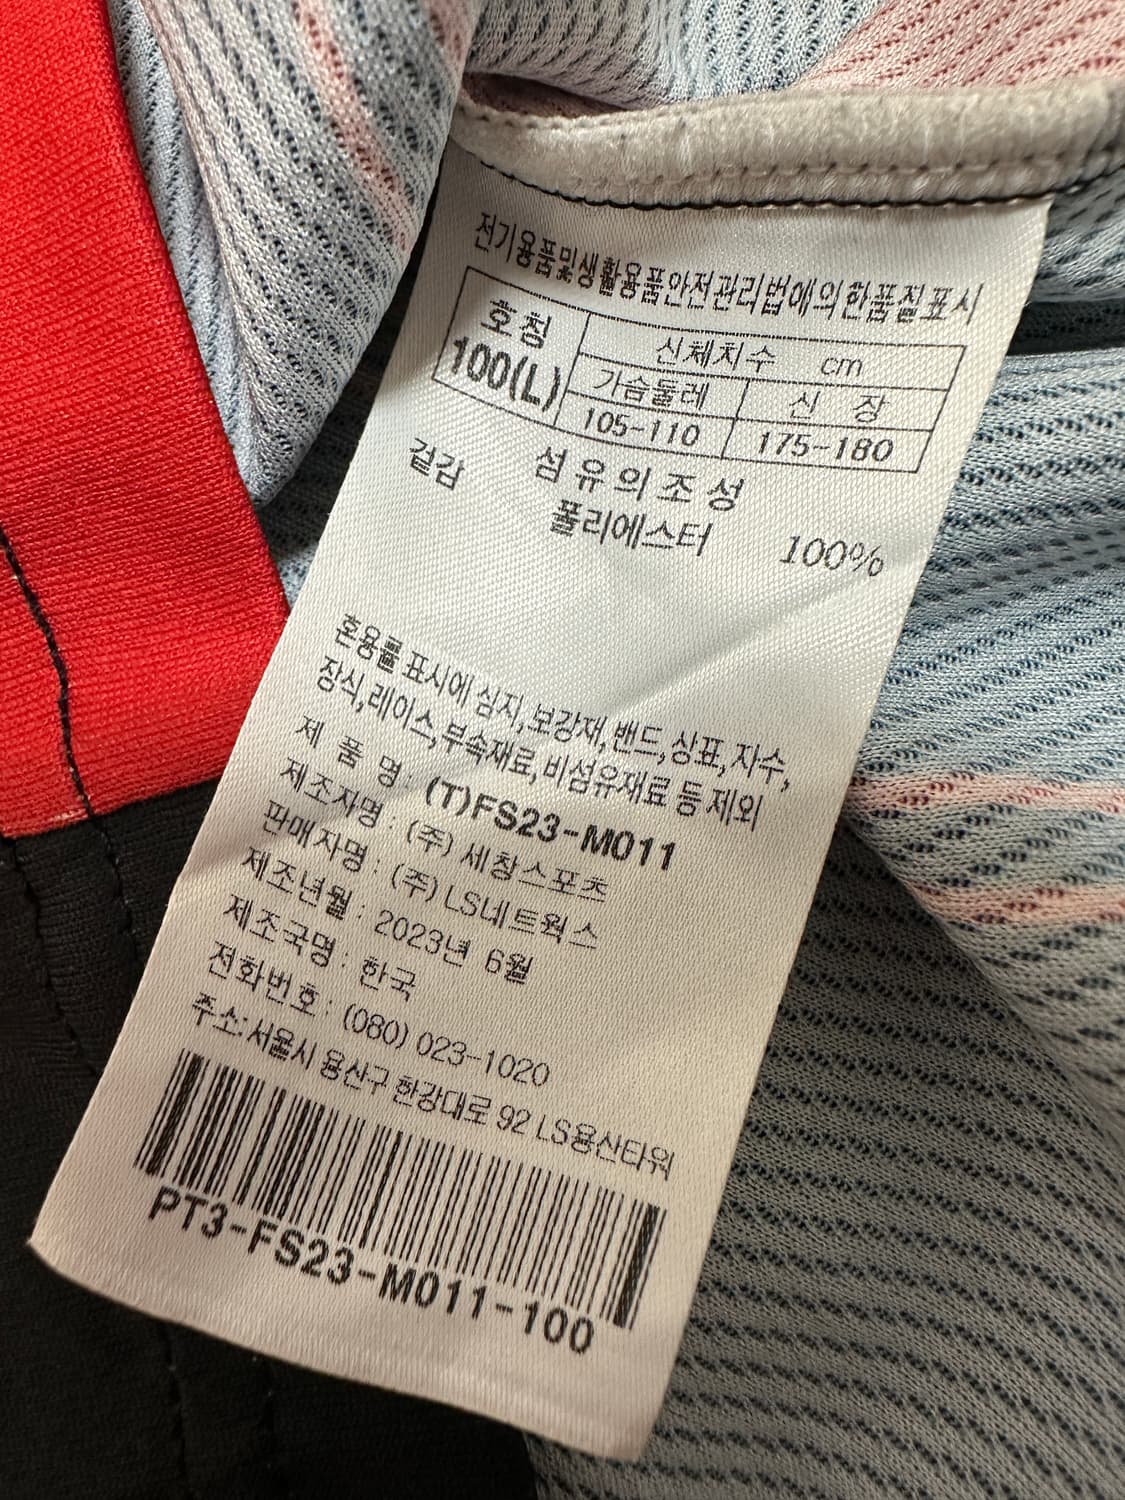 전기용품및생활용품안전관리법에의한품질표시
호칭 신체치수 cm
100(L) 가슴둘레 신 장
105-110 175-180
겉감 섬유의조성
폴리에스터 100%
혼용률 표시에 심지,보강재,밴드,상표,자수,
장식,레이스,부속재료,비섬유재료 등 제외
제 품 명 : (T)FS23-M011
제조자명 : (주) 세창스포츠
판매자명 : (주) LS네트웍스
제조년월 : 2023년 6월
제조국명 : 한국
전화번호 : (080) 023-1020
주소:서울시 용산구 한강대로 92 LS용산타워
PT3-FS23-M011-100